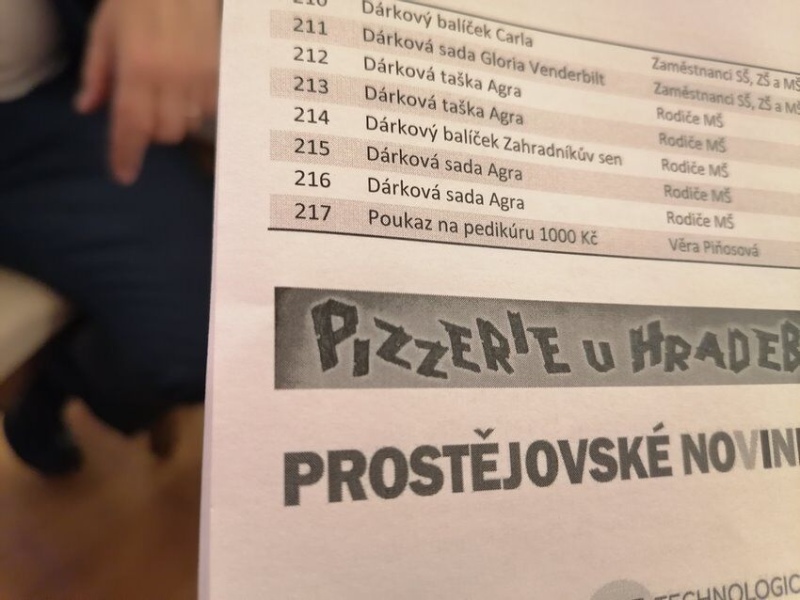 210 Dárkový balíček Carla
211 Dárková sada Gloria Venderbilt Zaměstnanci SŠ, ZŠ a MŠ
212 Dárková taška Agra Zaměstnanci SŠ, ZŠ a MŠ
213 Dárková taška Agra Rodiče MŠ
214 Dárkový balíček Zahradníkův sen Rodiče MŠ
215 Dárková sada Agra Rodiče MŠ
216 Dárková sada Agra Rodiče MŠ
217 Poukaz na pedikúru 1000 Kč Věra Piňosová
PIZZERIE u HRADEB
PROSTĚJOVSKÉ NOVIN
TECHNOLOGIC